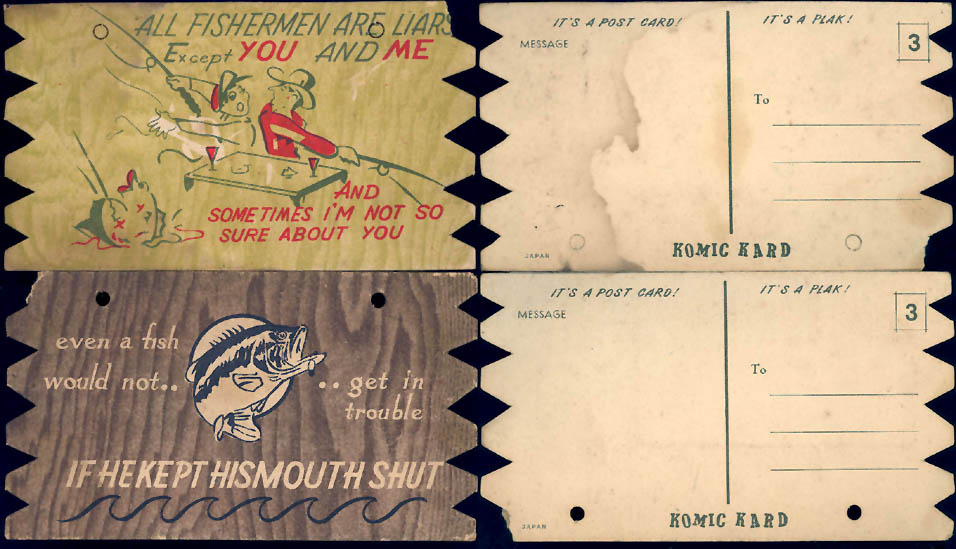 ALL FISHERMEN ARE LIARS
Except YOU AND ME
AND
SOMETIMES I'M NOT SO
SURE ABOUT YOU
IT'S A POST CARD!
IT'S A PLAK!
MESSAGE
3
To
JAPAN
KOMIC KARD
even a fish
would not..
.. get in
trouble
IF HE KEPT HIS MOUTH SHUT
IT'S A POST CARD!
IT'S A PLAK!
MESSAGE
3
To
JAPAN
KOMIC KARD